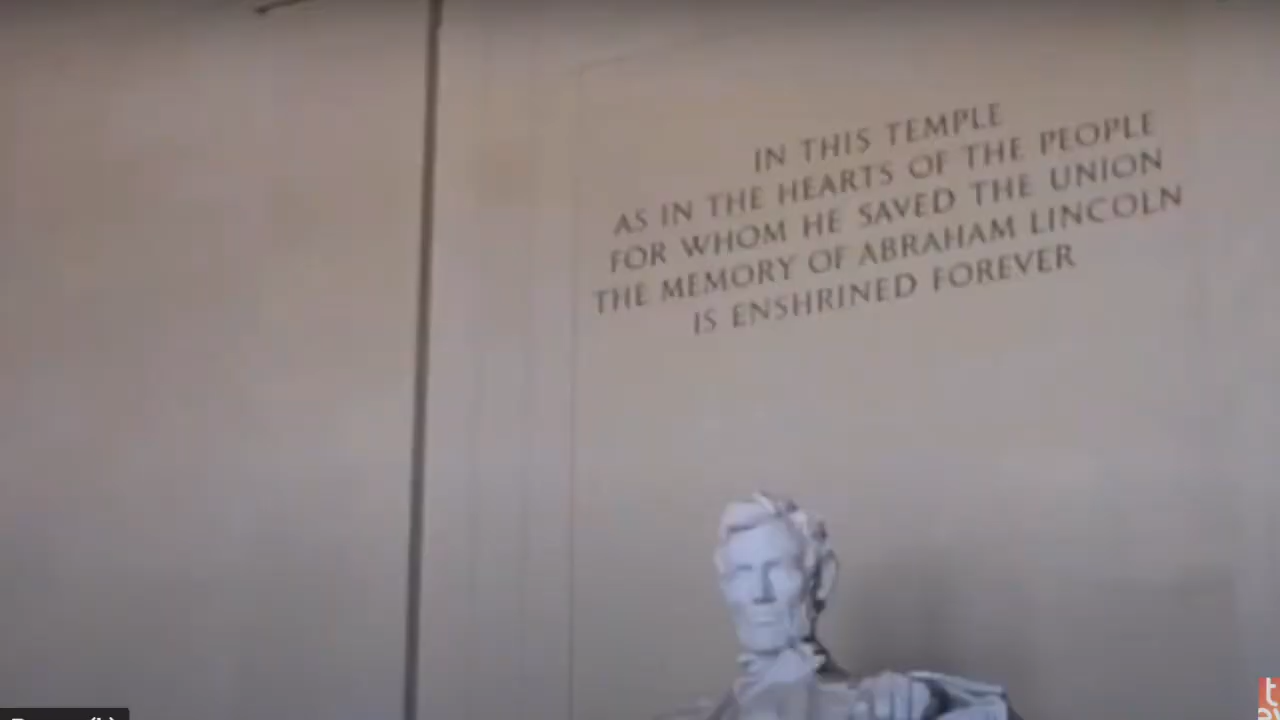 IN THIS TEMPLE
AS IN THE HEARTS OF THE PEOPLE
FOR WHOM HE SAVED THE UNION
THE MEMORY OF ABRAHAM LINCOLN
IS ENSHRINED FOREVER